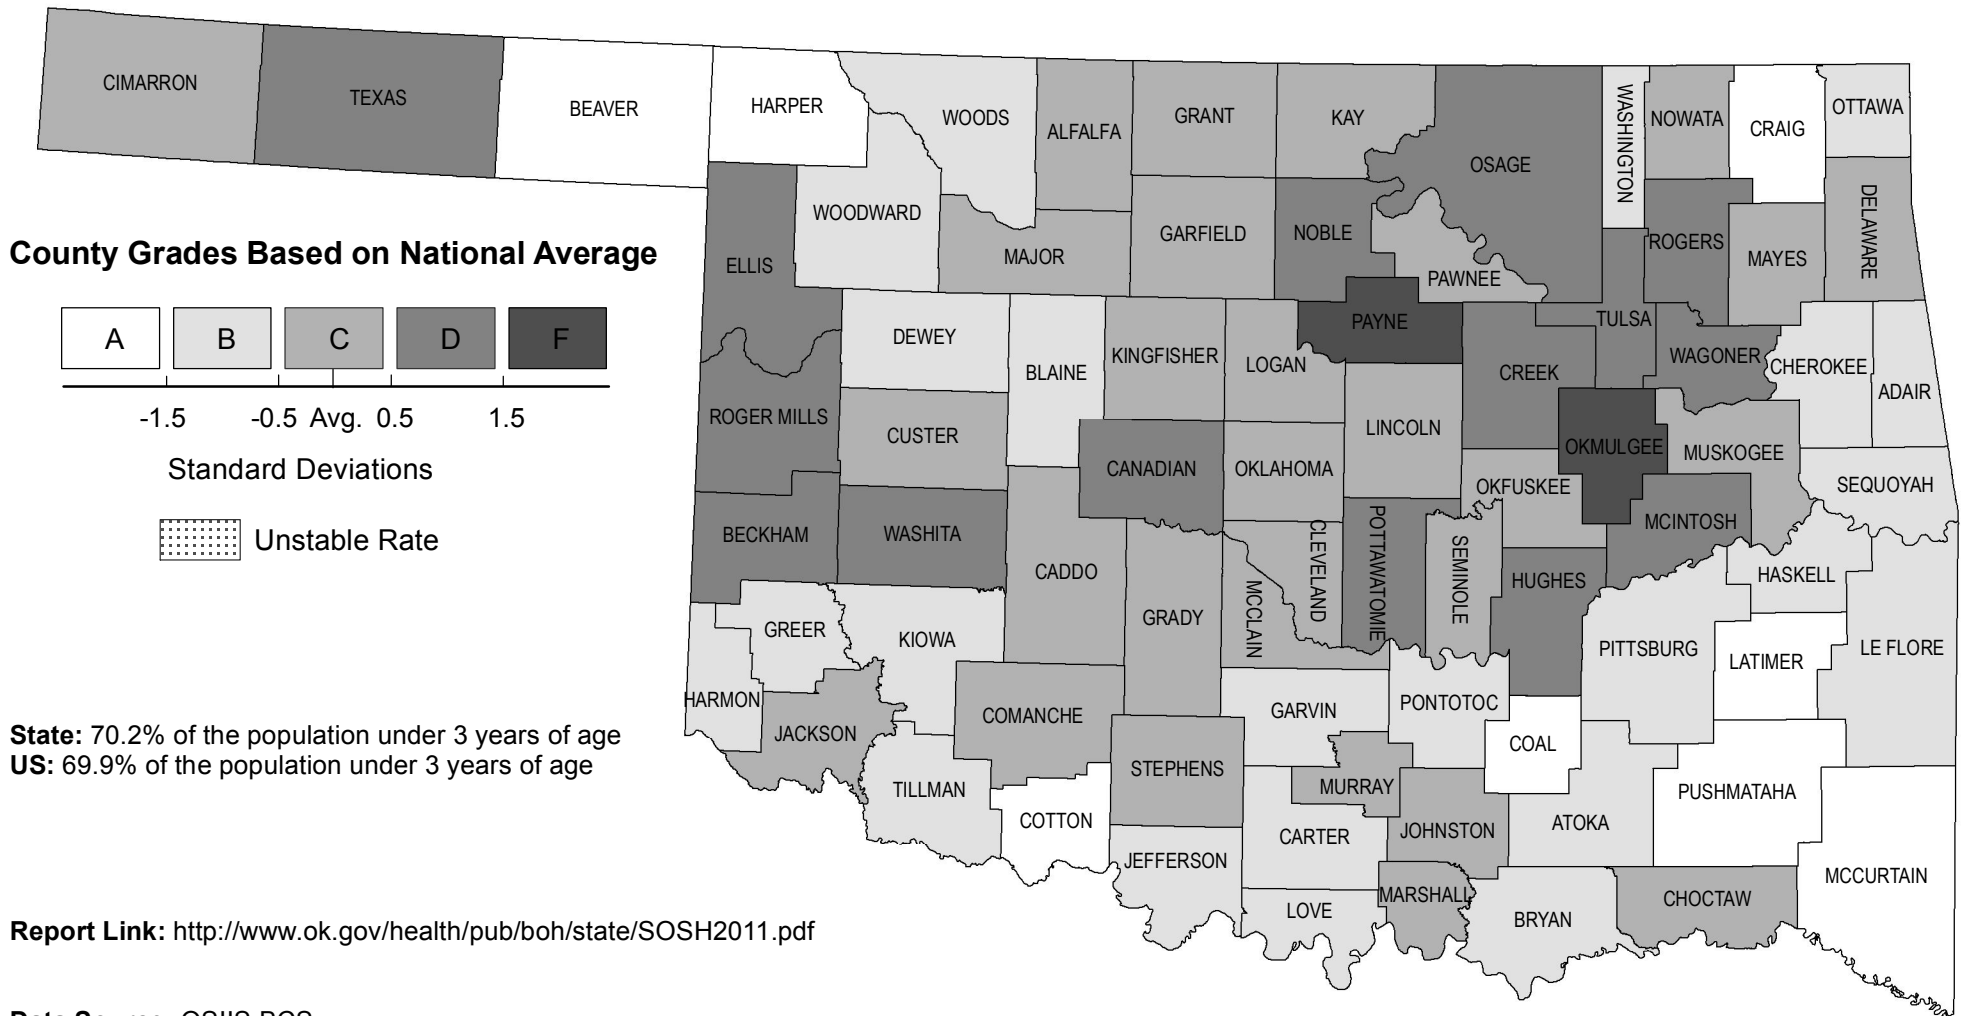 CIMARRON
TEXAS
BEAVER
HARPER
WOODS
ALFALFA
GRANT
KAY
OSAGE
WASHINGTON
NOWATA
CRAIG
OTTAWA
WOODWARD
ELLIS
MAJOR
GARFIELD
NOBLE
PAWNEE
ROGERS
MAYES
DELAWARE
County Grades Based on National Average
A B C D F
-1.5 -0.5 Avg. 0.5 1.5
Standard Deviations
Unstable Rate
DEWEY
BLAINE
KINGFISHER
LOGAN
PAYNE
TULSA
CREEK
WAGONER
CHEROKEE
ADAIR
ROGER MILLS
CUSTER
CANADIAN
OKLAHOMA
LINCOLN
OKMULGEE
MUSKOGEE
OKFUSKEE
SEQUOYAH
BECKHAM
WASHITA
CADDO
GRADY
MCCLAIN
CLEVELAND
POTTAWATOMIE
SEMINOLE
HUGHES
MCINTOSH
HASKELL
GREER
KIOWA
HARMON
JACKSON
COMANCHE
STEPHENS
GARVIN
PONTOTOC
COAL
PITTSBURG
LATIMER
LE FLORE
State: 70.2% of the population under 3 years of age
US: 69.9% of the population under 3 years of age
TILLMAN
COTTON
JEFFERSON
MURRAY
CARTER
JOHNSTON
ATOKA
PUSHMATAHA
MCCURTAIN
LOVE
MARSHALL
BRYAN
CHOCTAW
Report Link: http://www.ok.gov/health/pub/boh/state/SOSH2011.pdf
Data Source: OSIIS BOS